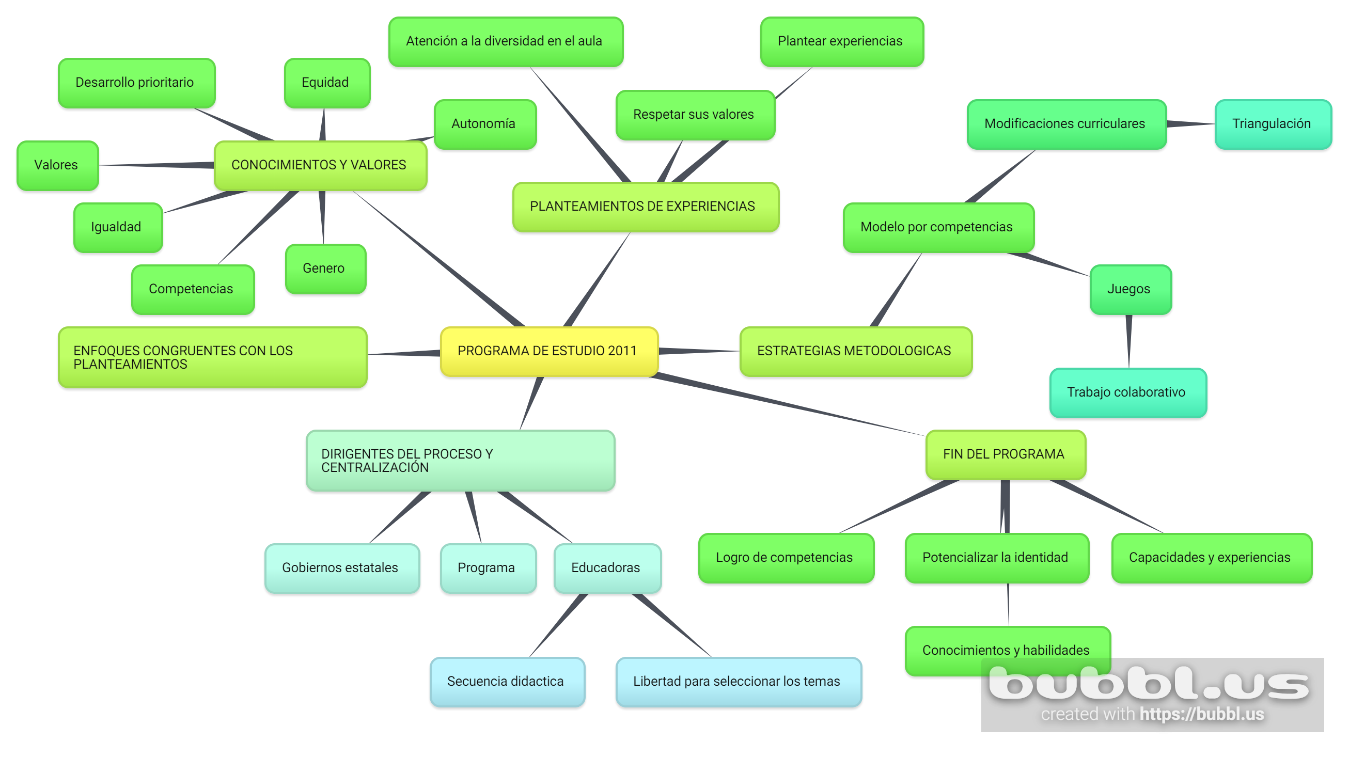 Atención a la diversidad en el aula
Plantear experiencias
Desarrollo prioritario
Equidad
Autonomía
Respetar sus valores
Modificaciones curriculares
Triangulación
Valores
CONOCIMIENTOS Y VALORES
PLANTEAMIENTOS DE EXPERIENCIAS
Igualdad
Modelo por competencias
Competencias
Genero
Juegos
ENFOQUES CONGRUENTES CON LOS
PLANTEAMIENTOS
PROGRAMA DE ESTUDIO 2011
ESTRATEGIAS METODOLOGICAS
Trabajo colaborativo
DIRIGENTES DEL PROCESO Y
CENTRALIZACIÓN
FIN DEL PROGRAMA
Gobiernos estatales
Programa
Educadoras
Logro de competencias
Potencializar la identidad
Capacidades y experiencias
Conocimientos y habilidades
Secuencia didactica
Libertad para seleccionar los temas
bubbl.us
created with https://bubbl.us